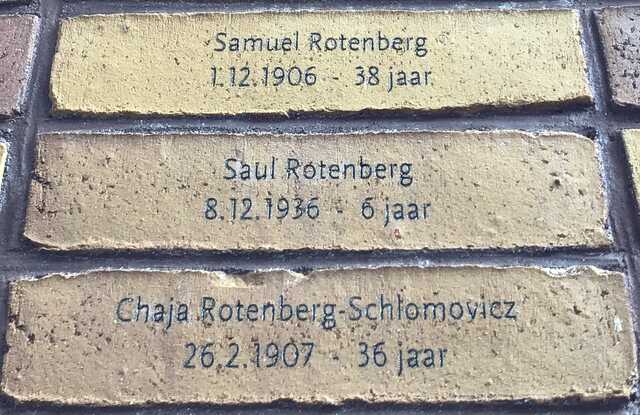 Samuel Rotenberg
1.12.1906 - 38 jaar
Saul Rotenberg
8.12.1936 - 6 jaar
Chaja Rotenberg-Schlomovicz
26.2.1907 - 36 jaar